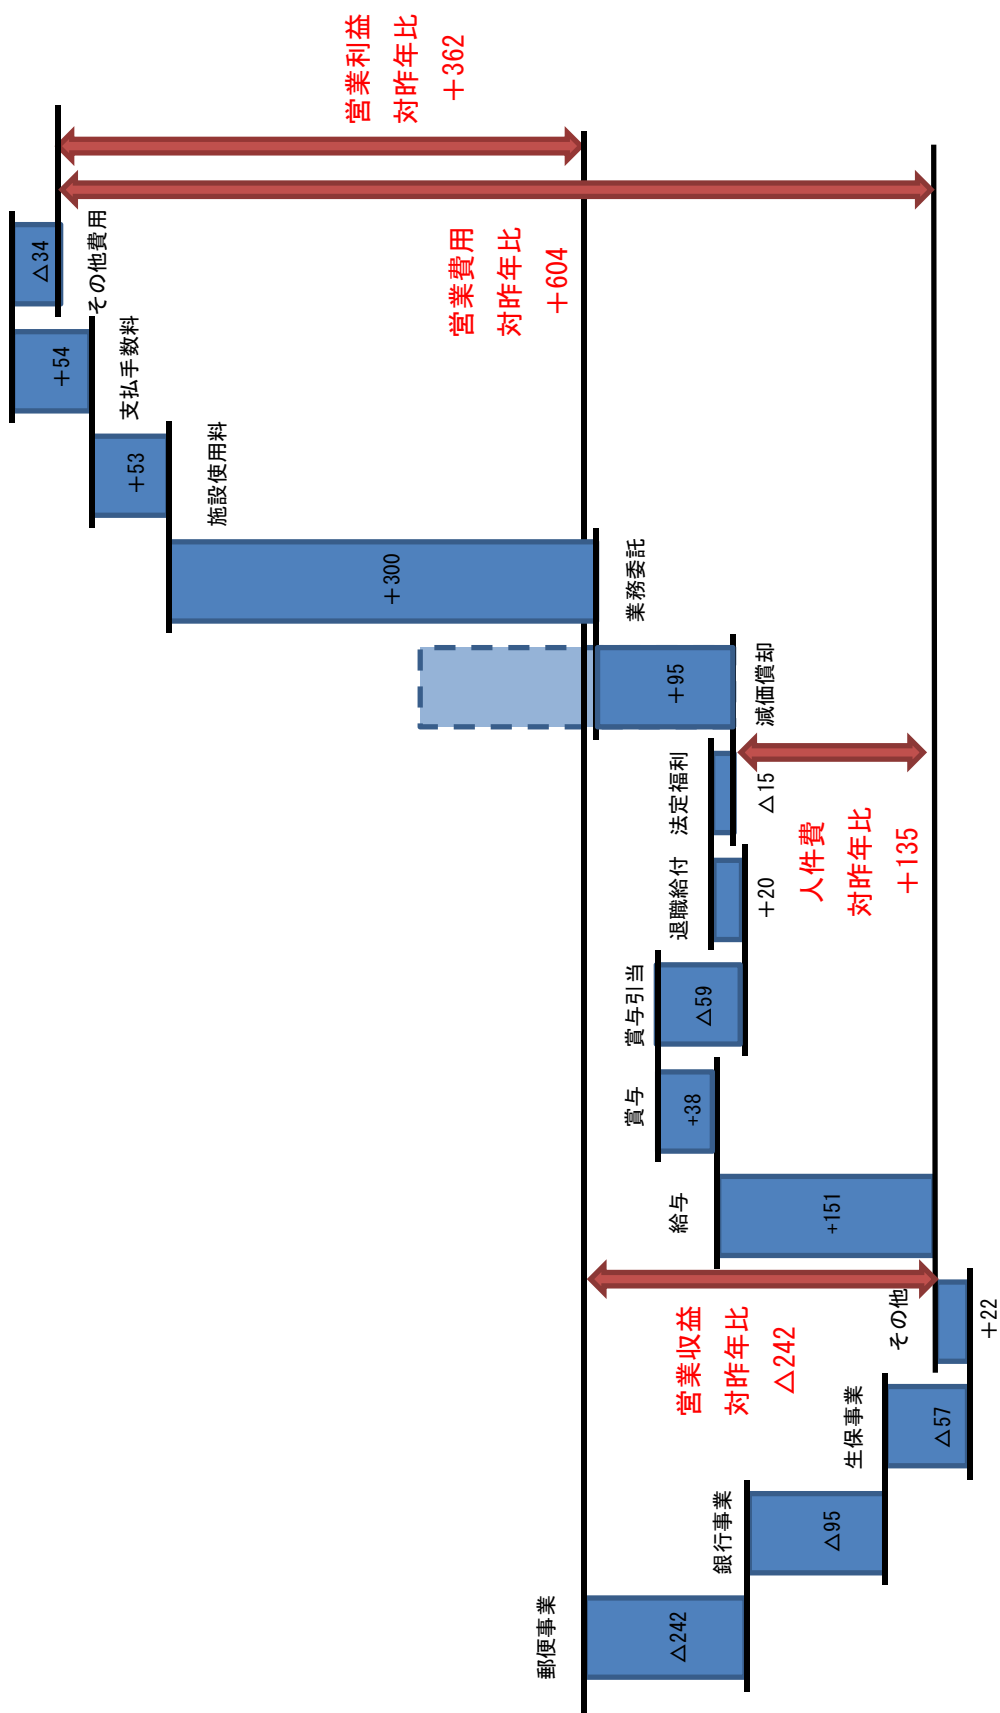 営業利益
対昨年比
＋362
△34
その他費用
＋54
支払手数料
営業費用
対昨年比
＋604
＋53
施設使用料
＋300
業務委託
＋95
減価償却
法定福利
△15
退職給付
＋20
人件費
対昨年比
＋135
賞与引当
△59
賞与
+38
給与
+151
営業収益
対昨年比
△242
その他
＋22
生保事業
△57
銀行事業
△95
郵便事業
△242